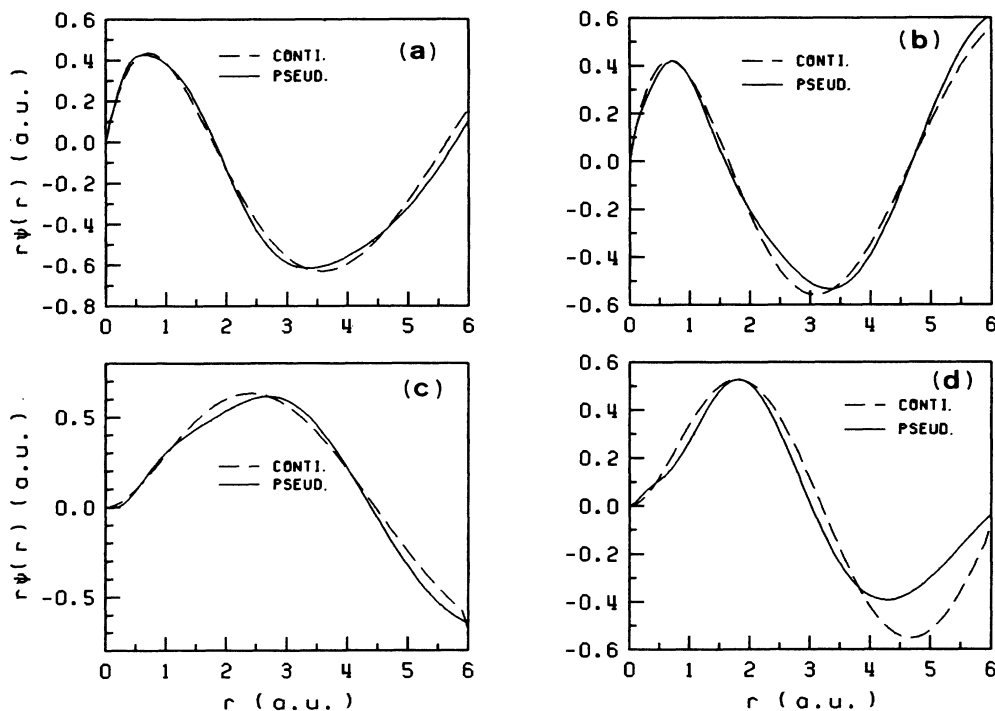 (a)
CONTI.
PSEUD.
rψ(r) (a.u.)
0.6
0.4
0.2
0.0
-0.2
-0.4
-0.6
-0.8
0 1 2 3 4 5 6
(b)
CONTI.
PSEUD.
0.6
0.4
0.2
0.0
-0.2
-0.4
-0.6
0 1 2 3 4 5 6
(c)
CONTI.
PSEUD.
rψ(r) (a.u.)
0.5
0.0
-0.5
0 1 2 3 4 5 6
r (a.u.)
(d)
CONTI.
PSEUD.
0.6
0.4
0.2
0.0
-0.2
-0.4
-0.6
0 1 2 3 4 5 6
r (a.u.)